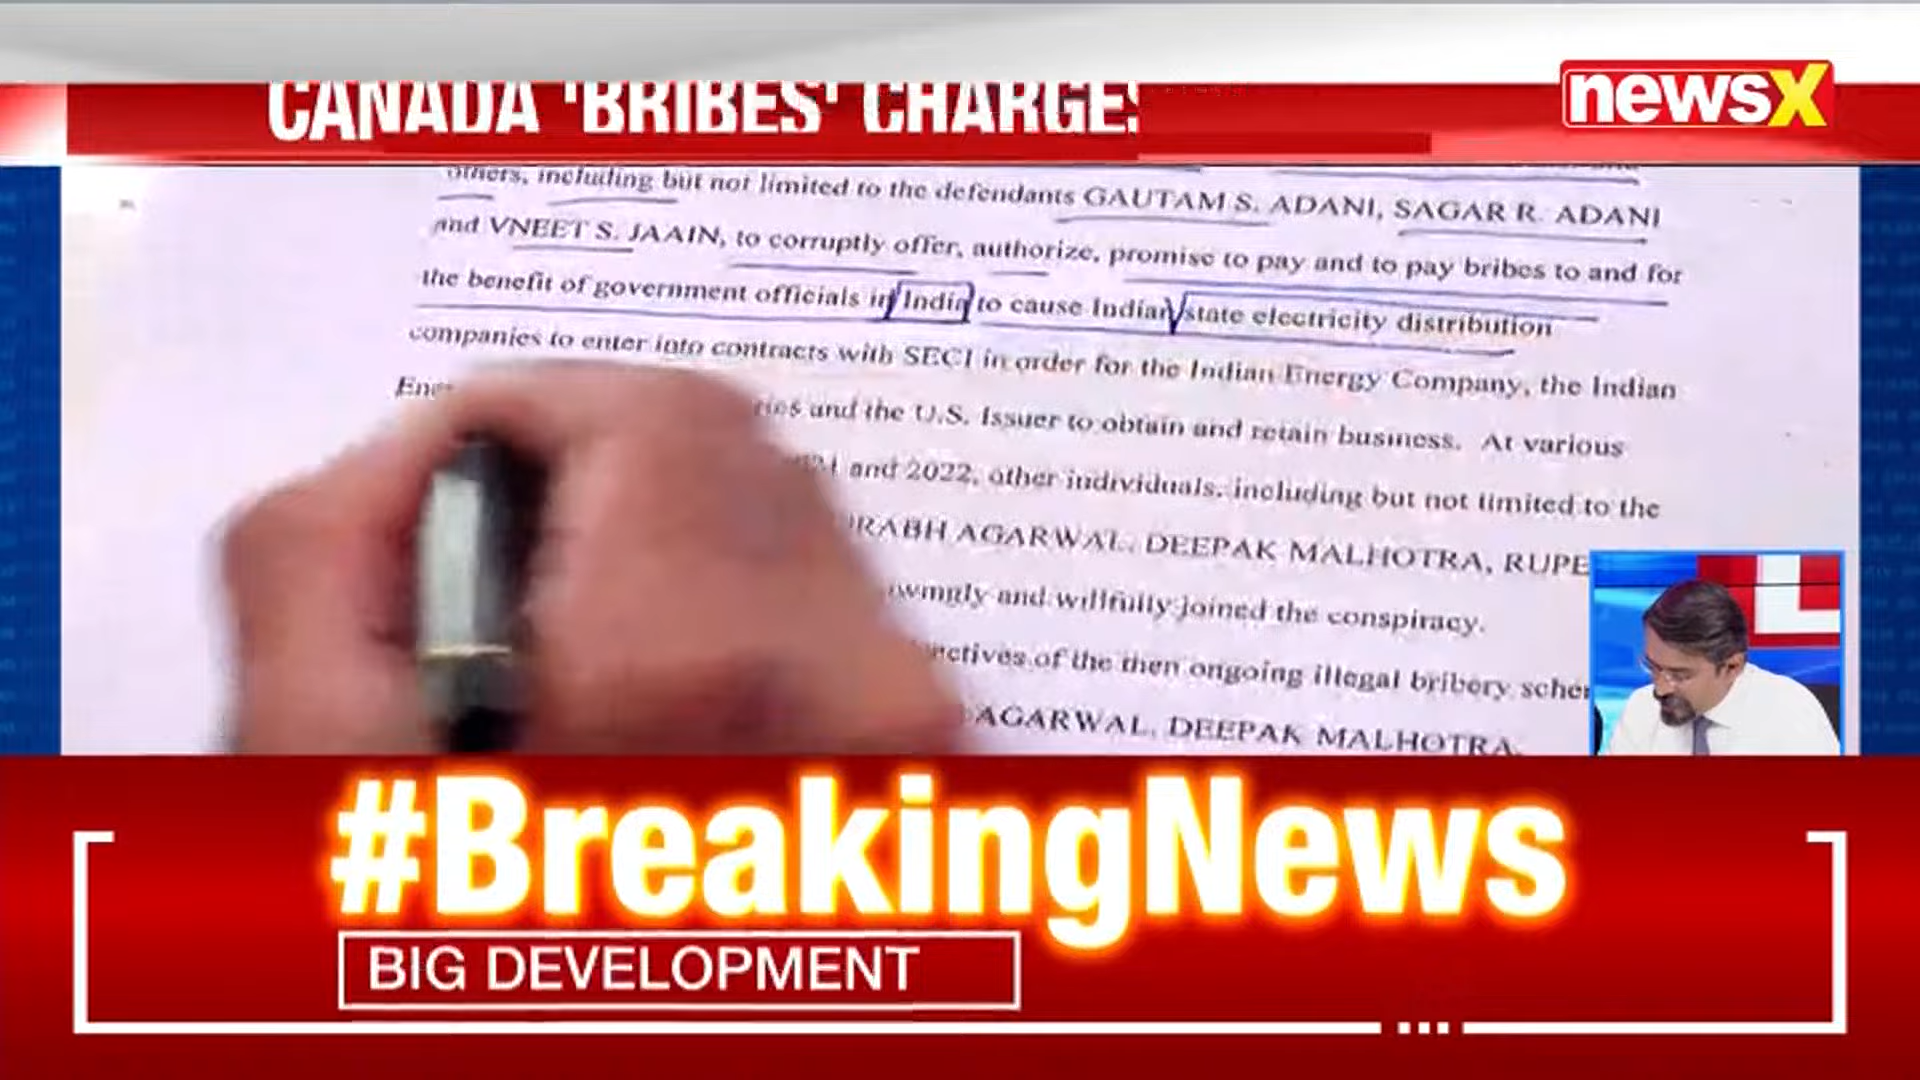 CANADA 'BRIBES' CHARGES
newsX
others, including but not limited to the defendants GAUTAM S. ADANI, SAGAR R. ADANI
and VNEET S. JAAIN, to corruptly offer, authorize, promise to pay and to pay bribes to and for
the benefit of government officials in India to cause Indian state electricity distribution
companies to enter into contracts with SECI in order for the Indian Energy Company, the Indian
and the U.S. Issuer to obtain and retain business. At various
and 2022, other individuals, including but not limited to the
AGARWAL, DEEPAK MALHOTRA, RUPE
and willfully joined the conspiracy.
of the then ongoing illegal bribery
AGARWAL, DEEPAK MALHOTRA,
#BreakingNews
BIG DEVELOPMENT